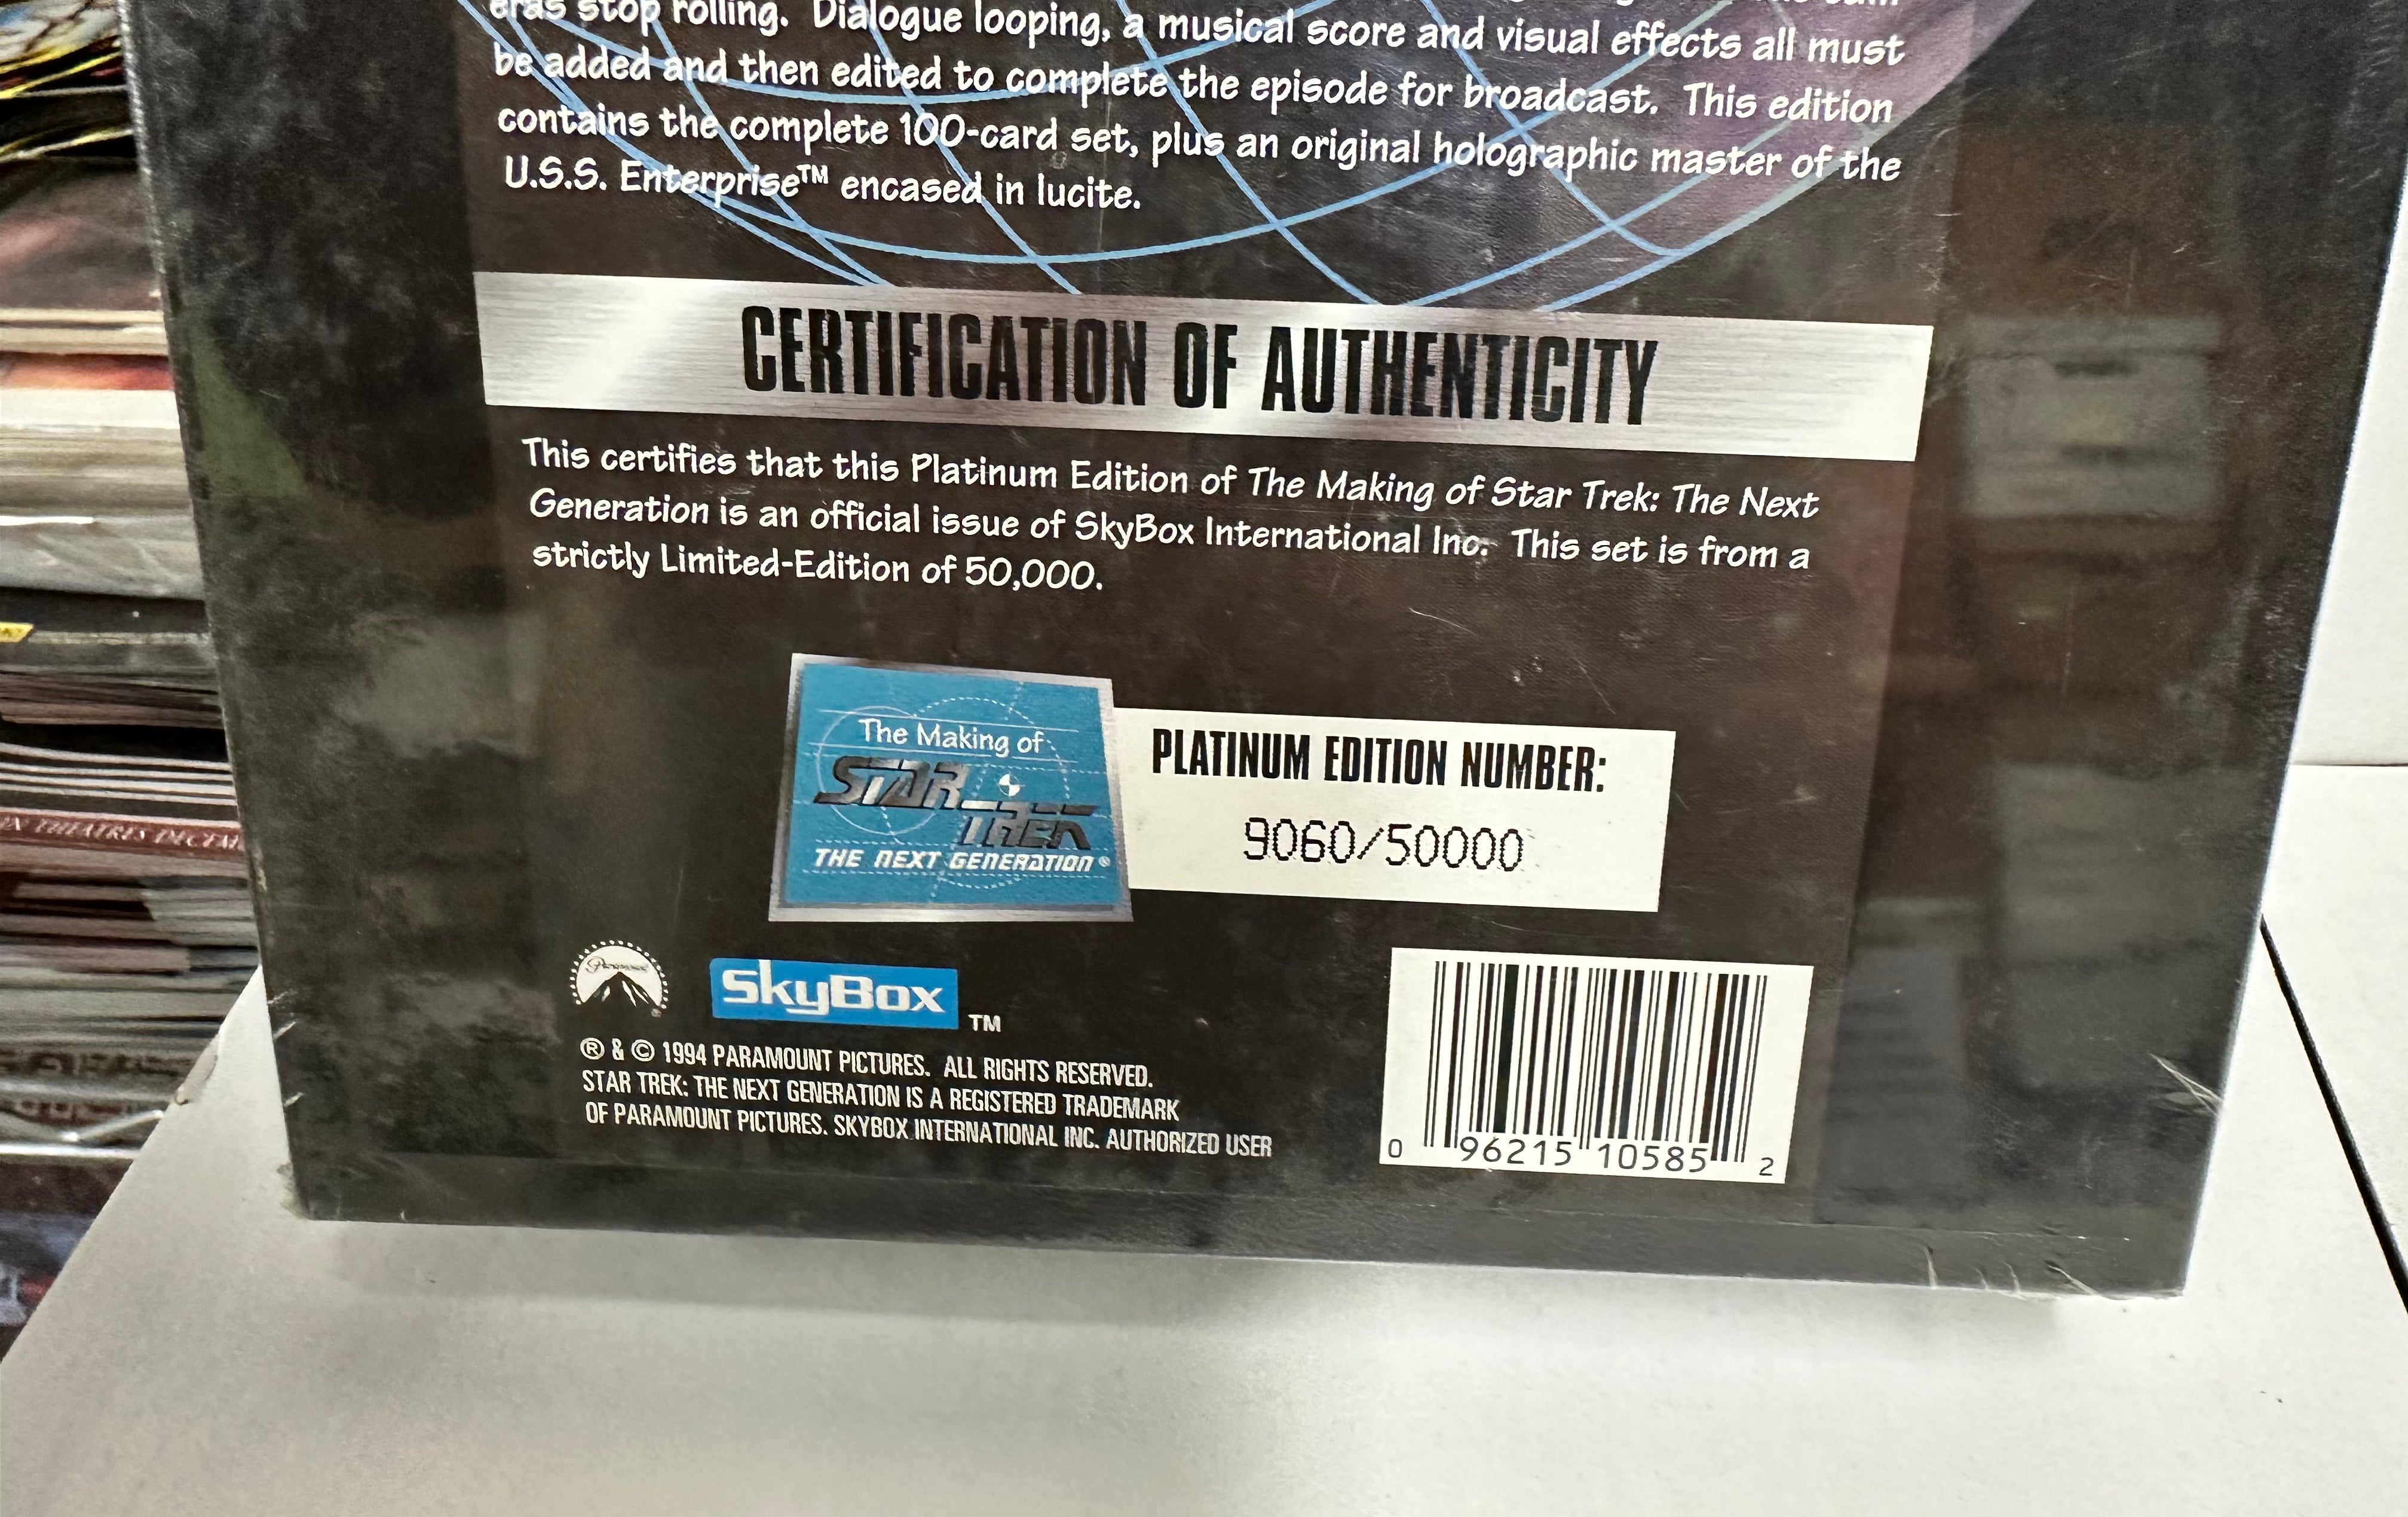 eras stop rolling. Dialogue looping, a musical score and visual effects all must
be added and then edited to complete the episode for broadcast. This edition
contains the complete 100-card set, plus an original holographic master of the
U.S.S. Enterprise™ encased in lucite.
CERTIFICATION OF AUTHENTICITY
This certifies that this Platinum Edition of The Making of Star Trek: The Next
Generation is an official issue of SkyBox International Inc. This set is from a
strictly Limited-Edition of 50,000.
The Making of
STAR
TREK
THE NEXT GENERATION®
PLATINUM EDITION NUMBER:
9060/50000
Paramount
®
SkyBox
TM
® & © 1994 PARAMOUNT PICTURES. ALL RIGHTS RESERVED.
STAR TREK: THE NEXT GENERATION IS A REGISTERED TRADEMARK
OF PARAMOUNT PICTURES. SKYBOX INTERNATIONAL INC. AUTHORIZED USER
0 96215 10585 2
IN THEATRES